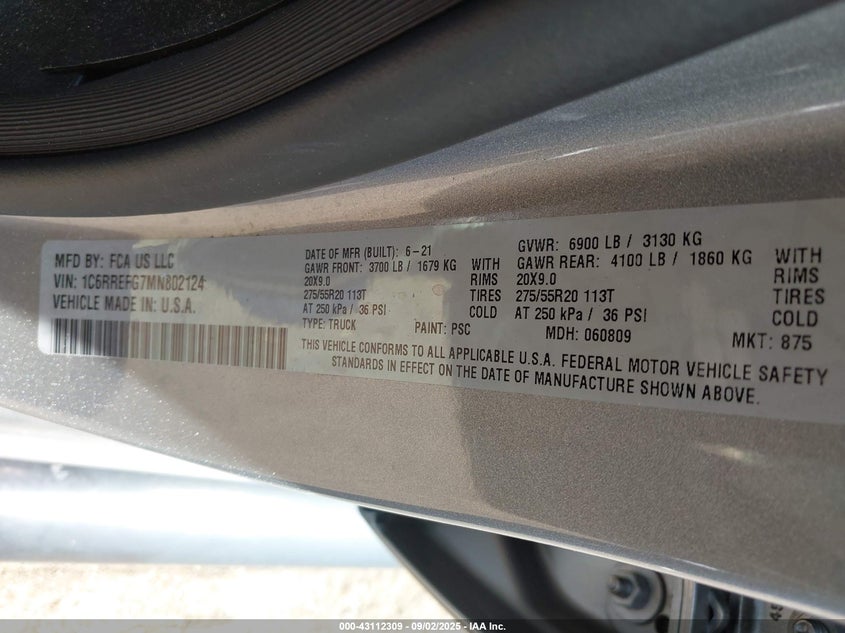 MFD BY: FCA US LLC
VIN: 1C6RREFG7MN802124
VEHICLE MADE IN: U.S.A.
DATE OF MFR (BUILT): 6-21
GAWR FRONT: 3700 LB / 1679 KG WITH
20X9.0 RIMS
275/55R20 113T TIRES
AT 250 kPa / 36 PSI COLD
TYPE: TRUCK PAINT: PSC
GVWR: 6900 LB / 3130 KG
GAWR REAR: 4100 LB / 1860 KG WITH
20X9.0 RIMS
275/55R20 113T TIRES
AT 250 kPa / 36 PSI COLD
MDH: 060809 MKT: 875
THIS VEHICLE CONFORMS TO ALL APPLICABLE U.S.A. FEDERAL MOTOR VEHICLE SAFETY
STANDARDS IN EFFECT ON THE DATE OF MANUFACTURE SHOWN ABOVE.
000-43112309 - 09/02/2025 - IAA, Inc.